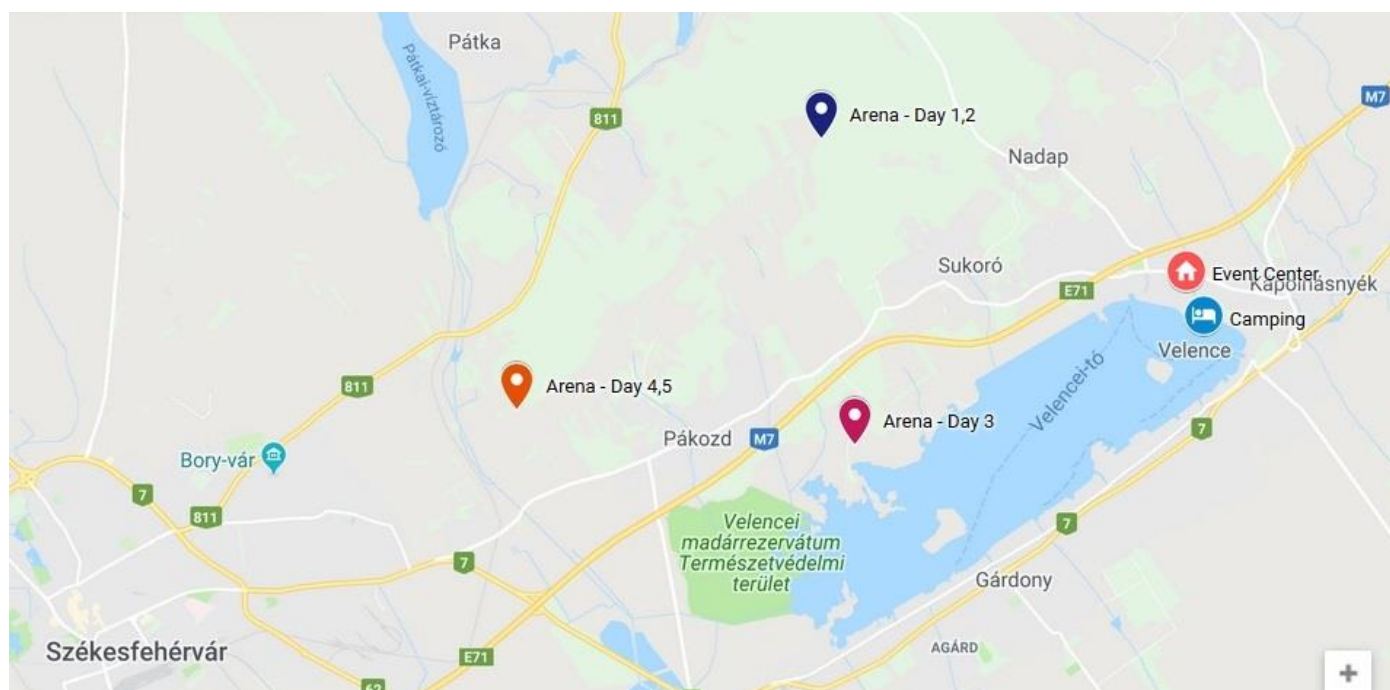 Pátka
Pátkai-víztározó
811
Arena - Day 1,2
M7
Nadap
Sukoró
E71
Event Center
Kápolnásnyék
Camping
Velence
Velencei-tó
811
Arena - Day 4,5
Arena - Day 3
Pákozd
M7
7
Bory-vár
7
811
7
7
Velencei
madárrezervátum
Természetvédelmi
terület
Gárdony
AGÁRD
Székesfehérvár
E71
62
+